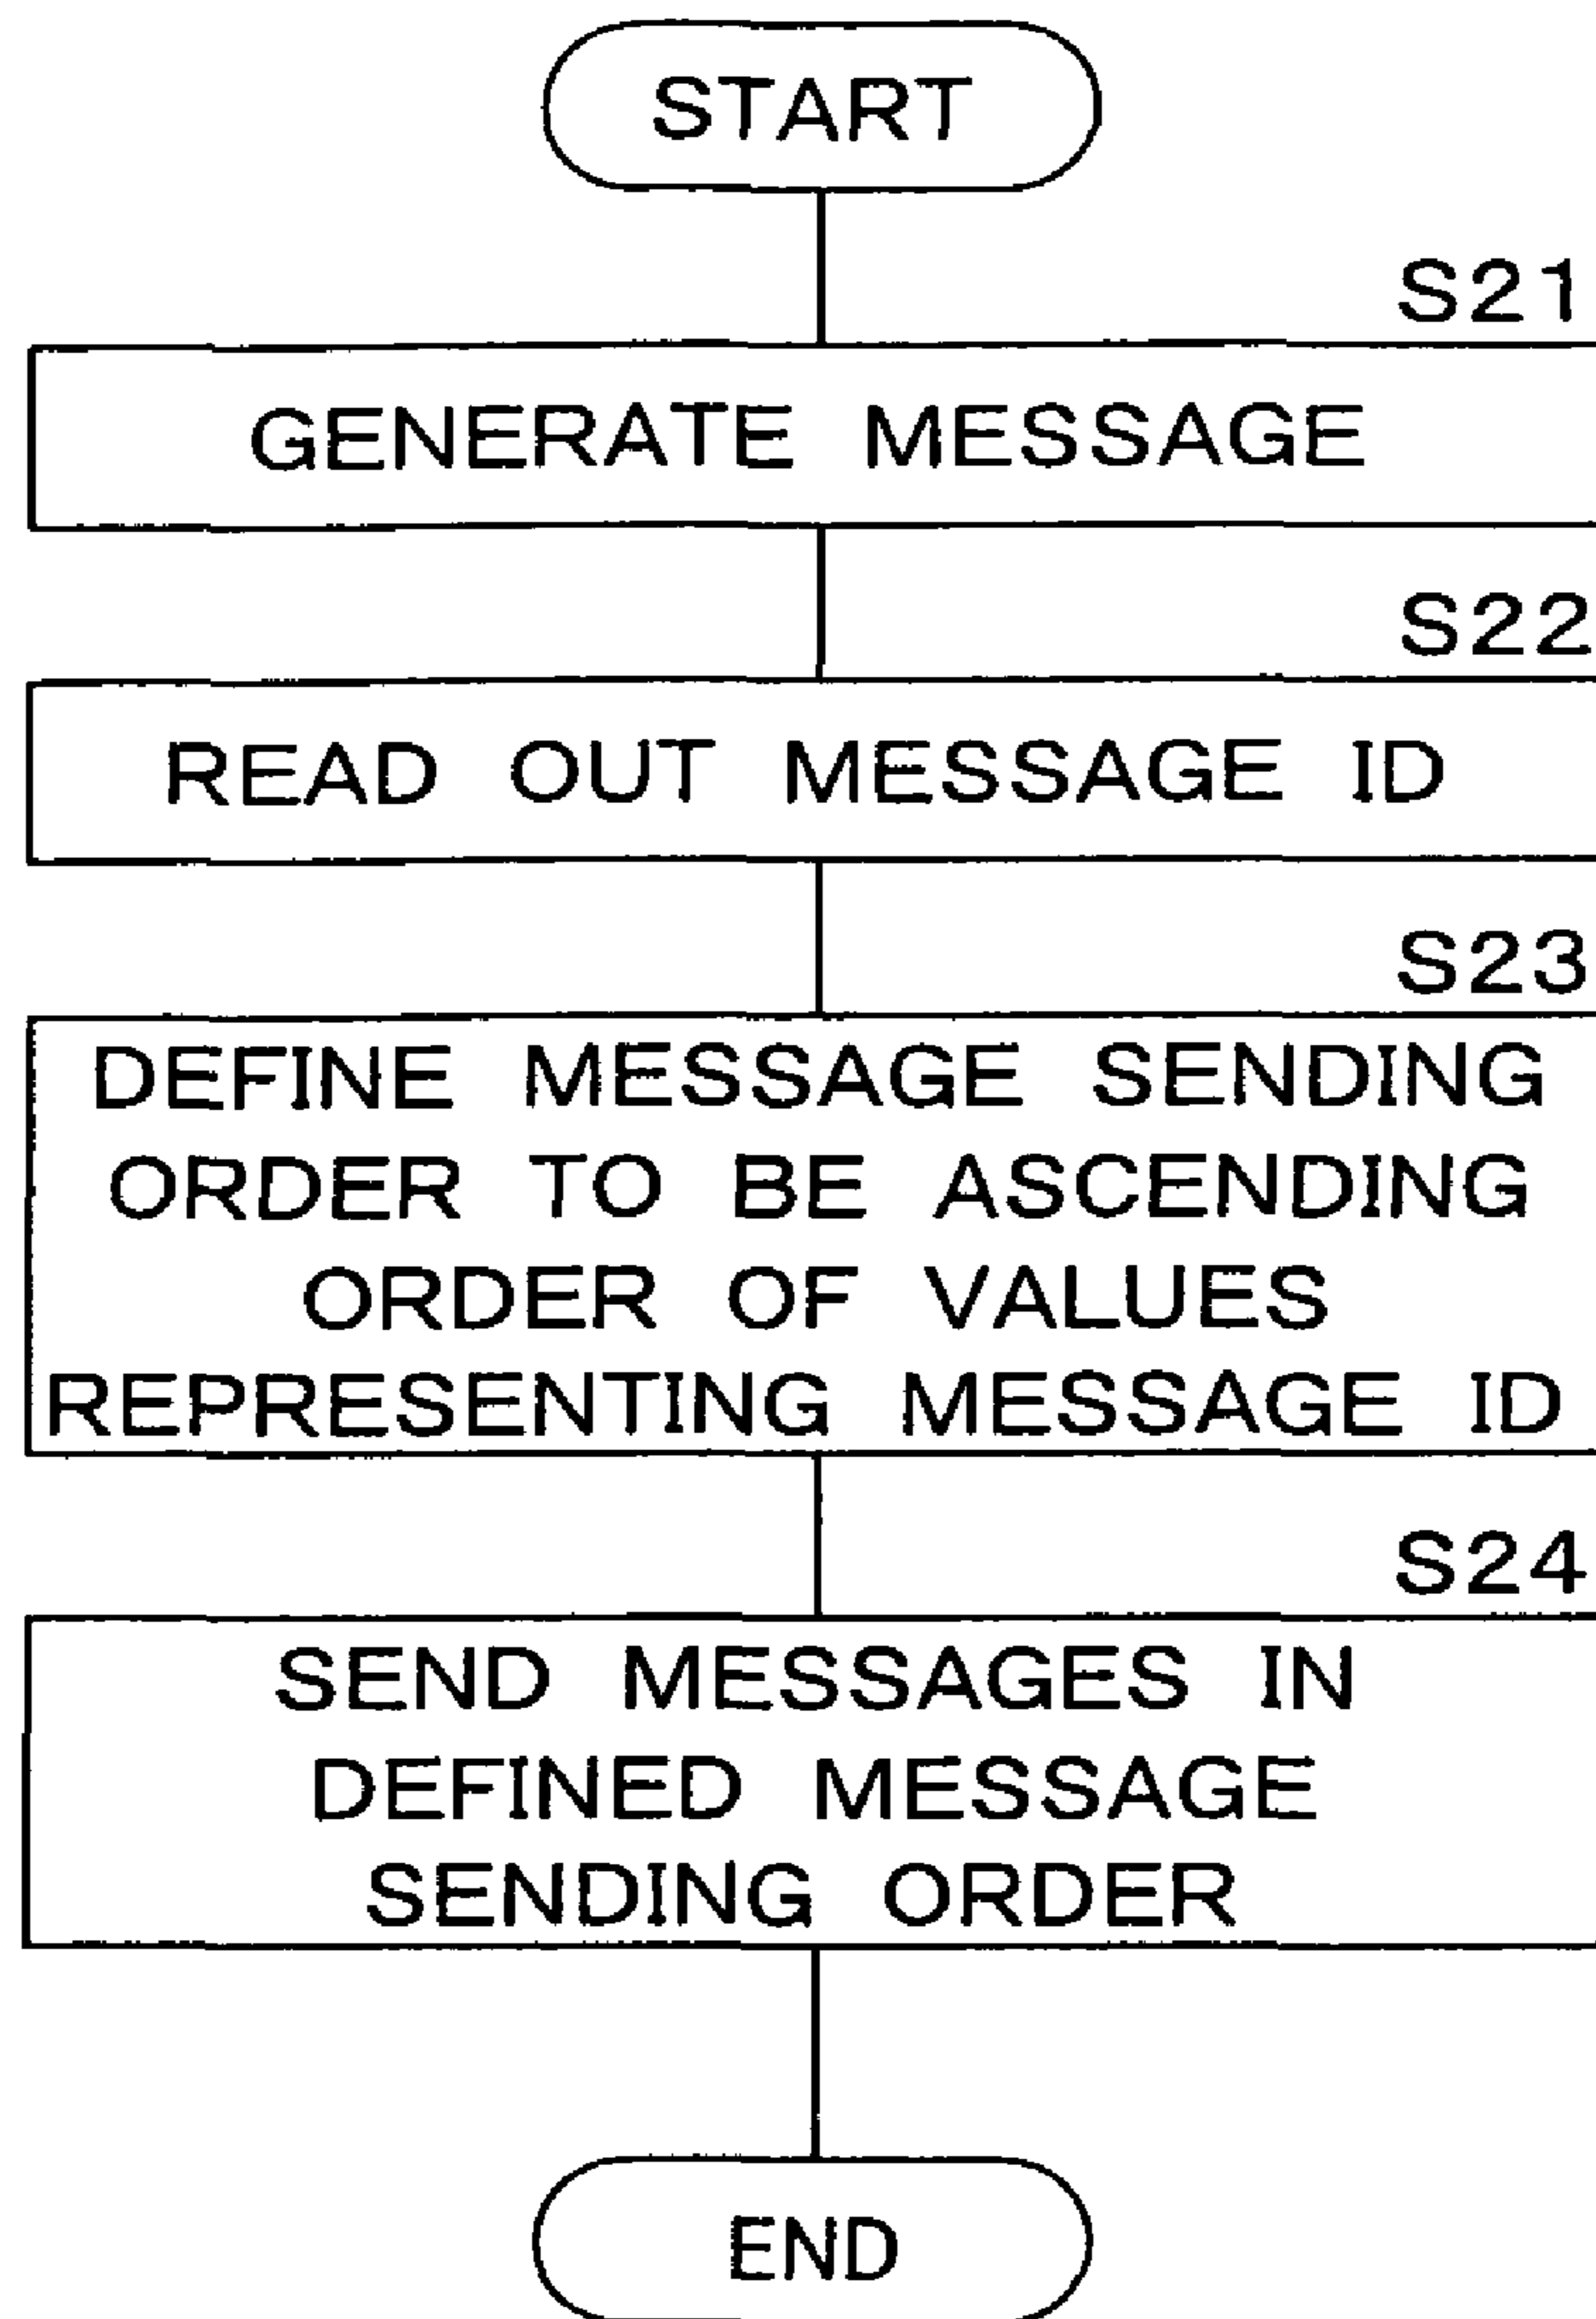 START
S21
GENERATE MESSAGE
S22
READ OUT MESSAGE ID
S23
DEFINE MESSAGE SENDING
ORDER TO BE ASCENDING
ORDER OF VALUES
REPRESENTING MESSAGE ID
S24
SEND MESSAGES IN
DEFINED MESSAGE
SENDING ORDER
END